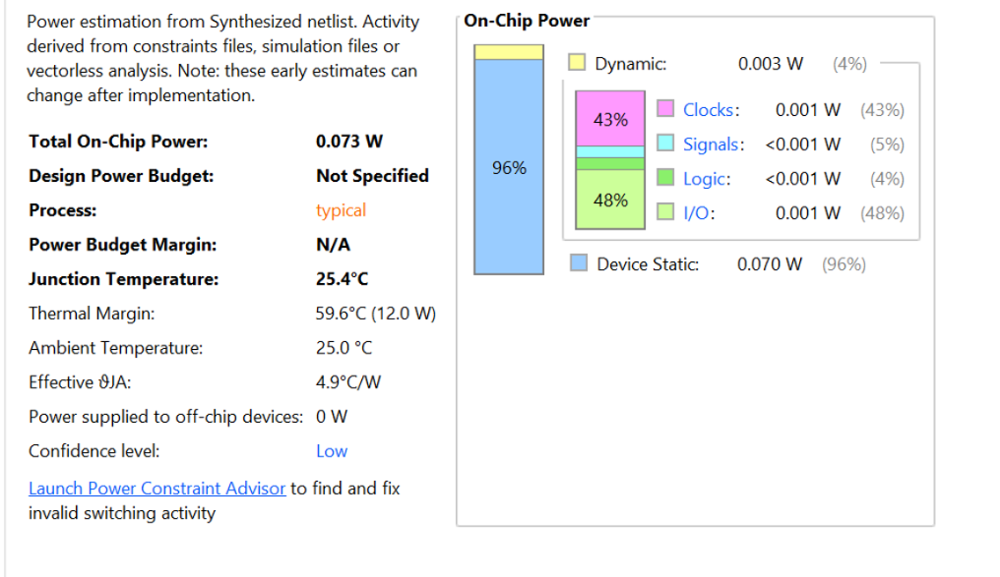 Power estimation from Synthesized netlist. Activity
derived from constraints files, simulation files or
vectorless analysis. Note: these early estimates can
change after implementation.
Total On-Chip Power: 0.073 W
Design Power Budget: Not Specified
Process: typical
Power Budget Margin: N/A
Junction Temperature: 25.4°C
Thermal Margin: 59.6°C (12.0 W)
Ambient Temperature: 25.0 °C
Effective ϑJA: 4.9°C/W
Power supplied to off-chip devices: 0 W
Confidence level: Low
Launch Power Constraint Advisor to find and fix
invalid switching activity
On-Chip Power
96%
Dynamic: 0.003 W (4%)
43%
48%
Clocks: 0.001 W (43%)
Signals: <0.001 W (5%)
Logic: <0.001 W (4%)
I/O: 0.001 W (48%)
Device Static: 0.070 W (96%)